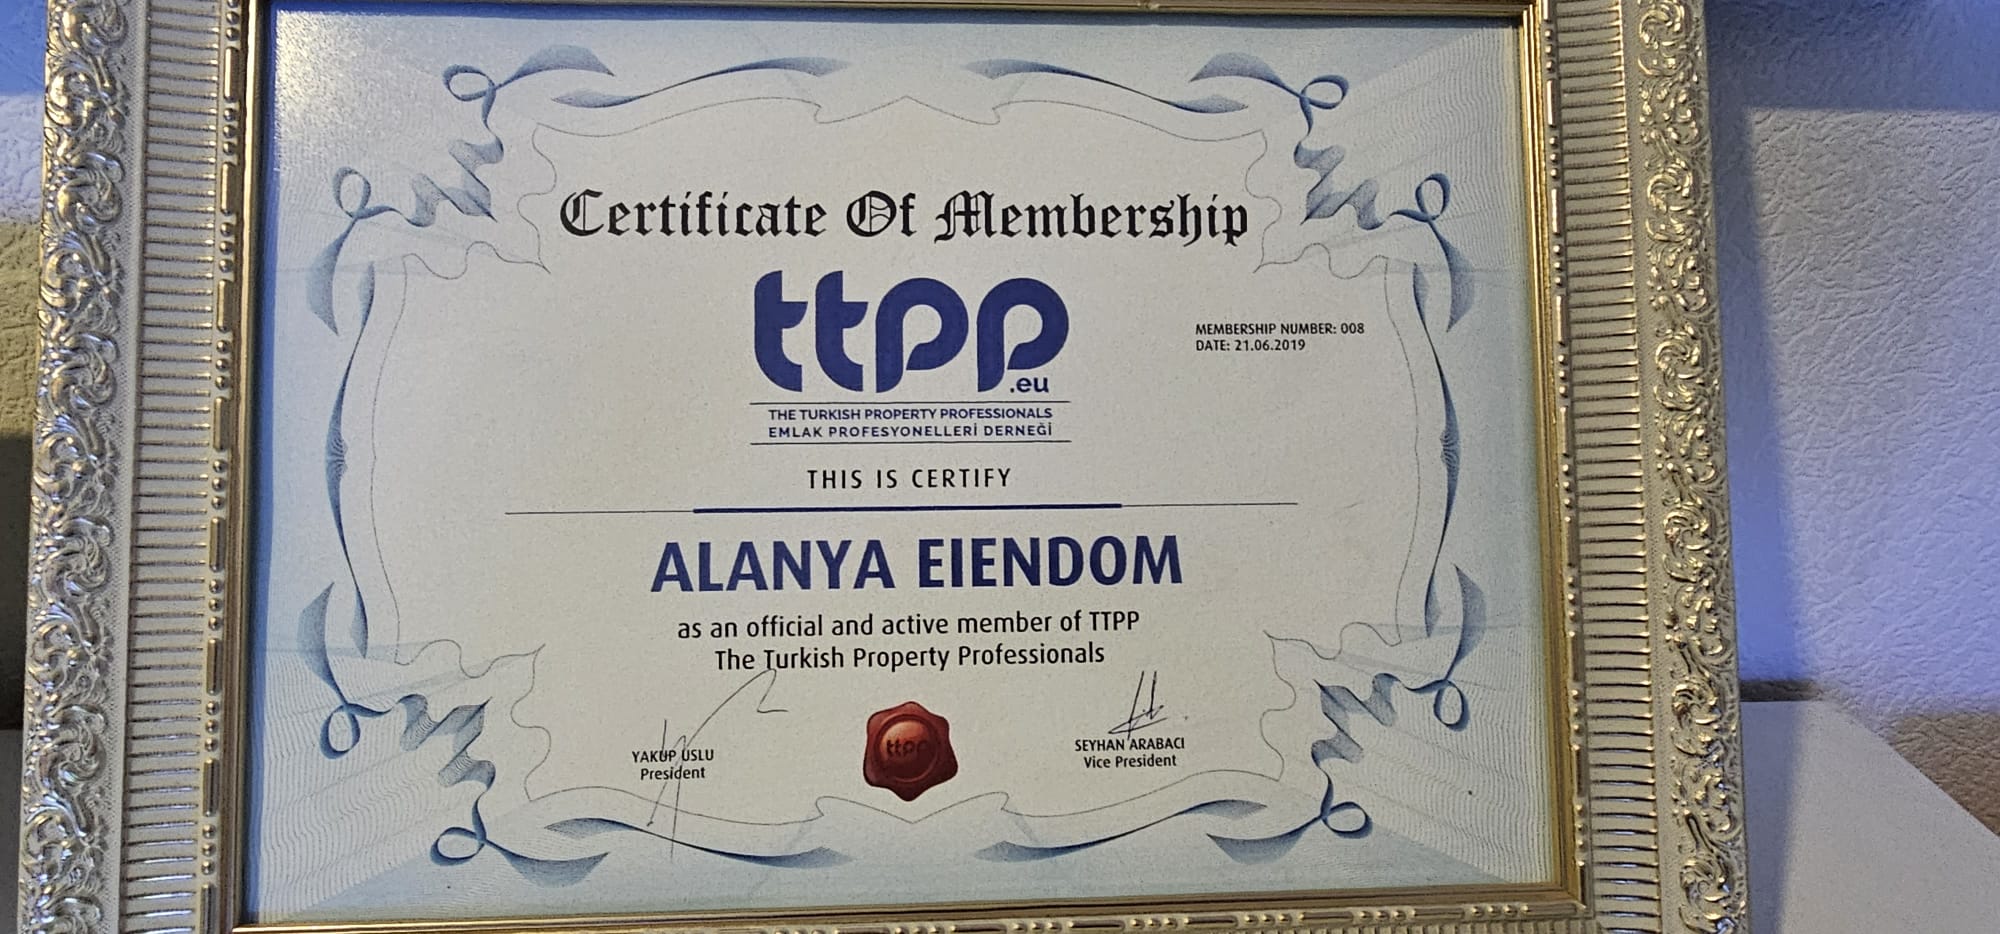 Certificate Of Membership
ttpp
.eu
MEMBERSHIP NUMBER: 008
DATE: 21.06.2019
THE TURKISH PROPERTY PROFESSIONALS
EMLAK PROFESYONELLERİ DERNEĞİ
THIS IS CERTIFY
ALANYA EIENDOM
as an official and active member of TTPP
The Turkish Property Professionals
YAKUP USLU
President
ttpp
SEYHAN ARABACI
Vice President